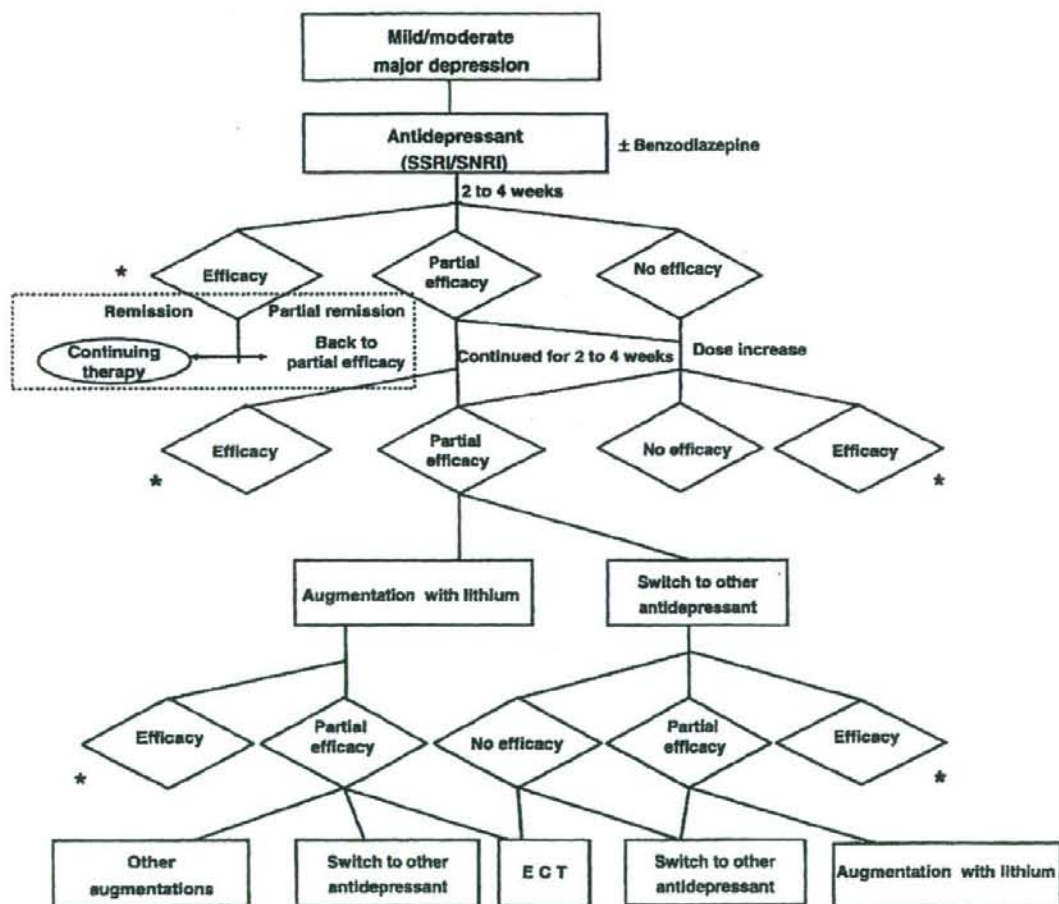 Mild/moderate
major depression
Antidepressant
(SSRI/SNRI)
± Benzodiazepine
2 to 4 weeks
*
Efficacy
Partial
efficacy
No efficacy
Remission
Partial remission
Continuing
therapy
Back to
partial efficacy
Continued for 2 to 4 weeks
Dose increase
Efficacy
*
Partial
efficacy
No efficacy
Efficacy
*
Augmentation with lithium
Switch to other
antidepressant
Efficacy
*
Partial
efficacy
No efficacy
Partial
efficacy
Efficacy
*
Other
augmentations
Switch to other
antidepressant
E C T
Switch to other
antidepressant
Augmentation with lithium